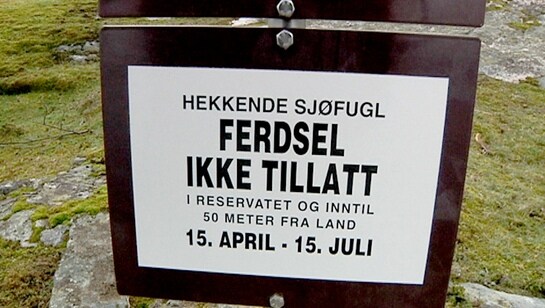 HEKKENDE SJØFUGL
FERDSEL
IKKE TILLATT
I RESERVATET OG INNTIL
50 METER FRA LAND
15. APRIL - 15. JULI